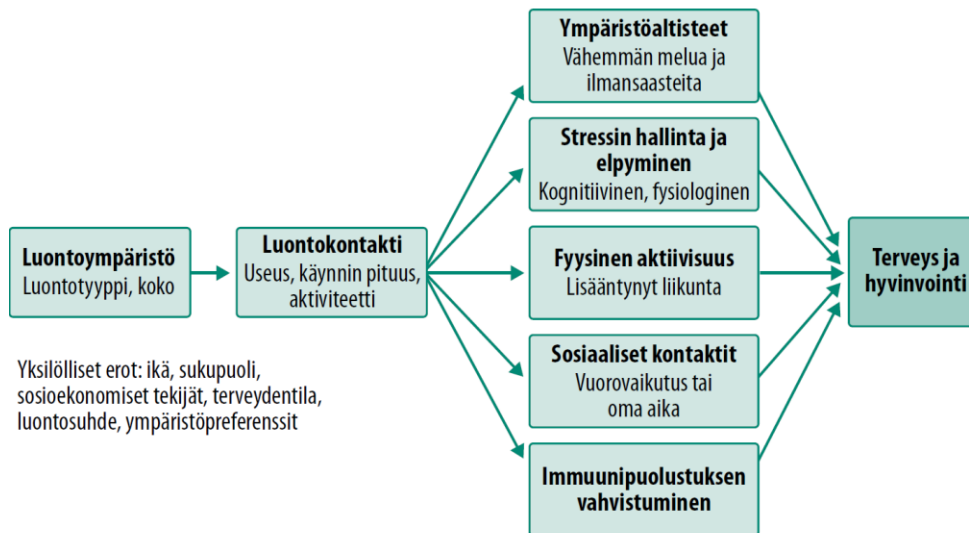 Luontoympäristö
Luontotyyppi, koko
Luontokontakti
Useus, käynnin pituus,
aktiviteetti
Ympäristöaltisteet
Vähemmän melua ja
ilmansaasteita
Stressin hallinta ja
elpyminen
Kognitiivinen, fysiologinen
Fyysinen aktiivisuus
Lisääntynyt liikunta
Sosiaaliset kontaktit
Vuorovaikutus tai
oma aika
Immuunipuolustuksen
vahvistuminen
Terveys ja
hyvinvointi
Yksilölliset erot: ikä, sukupuoli,
sosioekonomiset tekijät, terveydentila,
luontosuhde, ympäristöpreferenssit